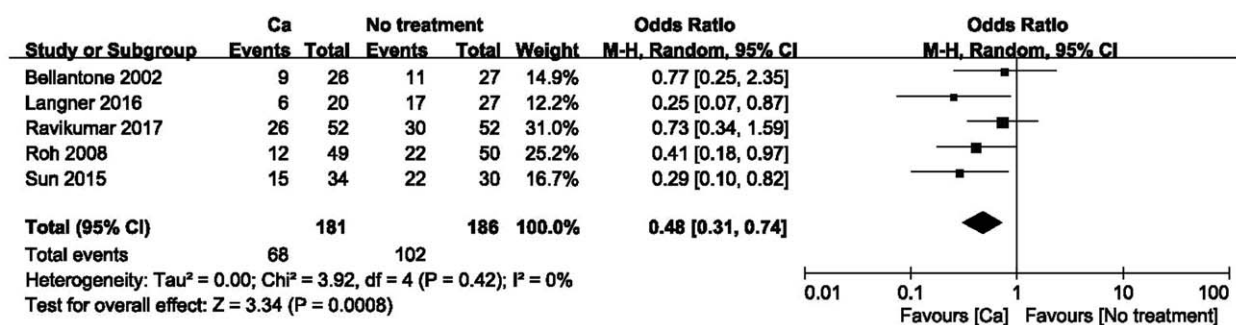 Ca No treatment Odds Ratio Odds Ratio
Study or Subgroup Events Total Events Total Weight M-H, Random, 95% CI M-H, Random, 95% CI
Bellantone 2002 9 26 11 27 14.9% 0.77 [0.25, 2.35]
Langner 2016 6 20 17 27 12.2% 0.25 [0.07, 0.87]
Ravikumar 2017 26 52 30 52 31.0% 0.73 [0.34, 1.59]
Roh 2008 12 49 22 50 25.2% 0.41 [0.18, 0.97]
Sun 2015 15 34 22 30 16.7% 0.29 [0.10, 0.82]
Total (95% CI) 181 186 100.0% 0.48 [0.31, 0.74]
Total events 68 102
Heterogeneity: Tau² = 0.00; Chi² = 3.92, df = 4 (P = 0.42); I² = 0%
Test for overall effect: Z = 3.34 (P = 0.0008)
0.01 0.1 1 10 100
Favours [Ca] Favours [No treatment]